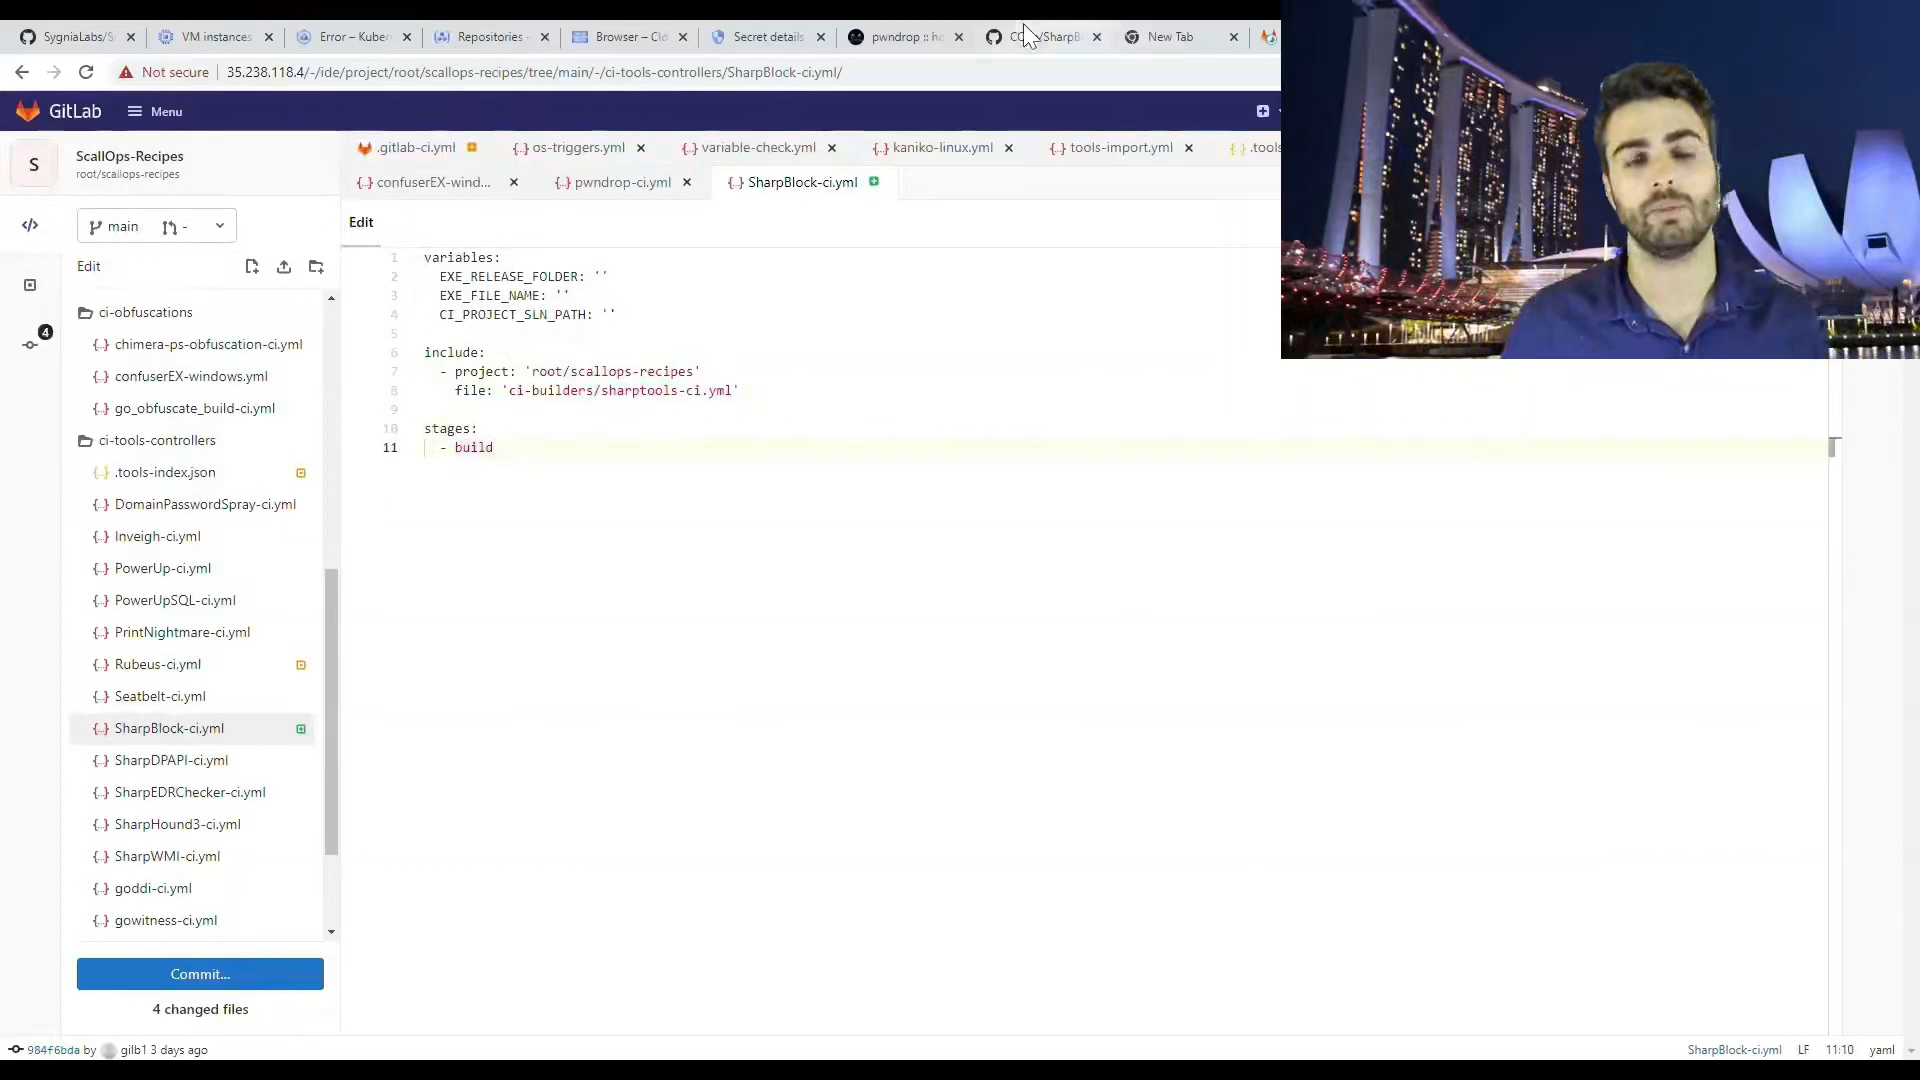 SygniaLabs/S
VM instances
Error – Kuber
Repositories -
Browser – Clo
Secret details
pwndrop :: he
/SharpB
New Tab
Not secure
35.238.118.4/-/ide/project/root/scallops-recipes/tree/main/-/ci-tools-controllers/SharpBlock-ci.yml/
GitLab
Menu
S
ScallOps-Recipes
root/scallops-recipes
.gitlab-ci.yml
os-triggers.yml
variable-check.yml
kaniko-linux.yml
tools-import.yml
.tools
confuserEX-wind...
pwndrop-ci.yml
SharpBlock-ci.yml
main
-
Edit
Edit
ci-obfuscations
chimera-ps-obfuscation-ci.yml
confuserEX-windows.yml
go_obfuscate_build-ci.yml
ci-tools-controllers
.tools-index.json
DomainPasswordSpray-ci.yml
Inveigh-ci.yml
PowerUp-ci.yml
PowerUpSQL-ci.yml
PrintNightmare-ci.yml
Rubeus-ci.yml
Seatbelt-ci.yml
SharpBlock-ci.yml
SharpDPAPI-ci.yml
SharpEDRChecker-ci.yml
SharpHound3-ci.yml
SharpWMI-ci.yml
goddi-ci.yml
gowitness-ci.yml
4
Commit...
4 changed files
1 variables:
2 EXE_RELEASE_FOLDER: ''
3 EXE_FILE_NAME: ''
4 CI_PROJECT_SLN_PATH: ''
5
6 include:
7 - project: 'root/scallops-recipes'
8 file: 'ci-builders/sharptools-ci.yml'
9
10 stages:
11 - build
984f6bda by gilb1 3 days ago
SharpBlock-ci.yml LF 11:10 yaml